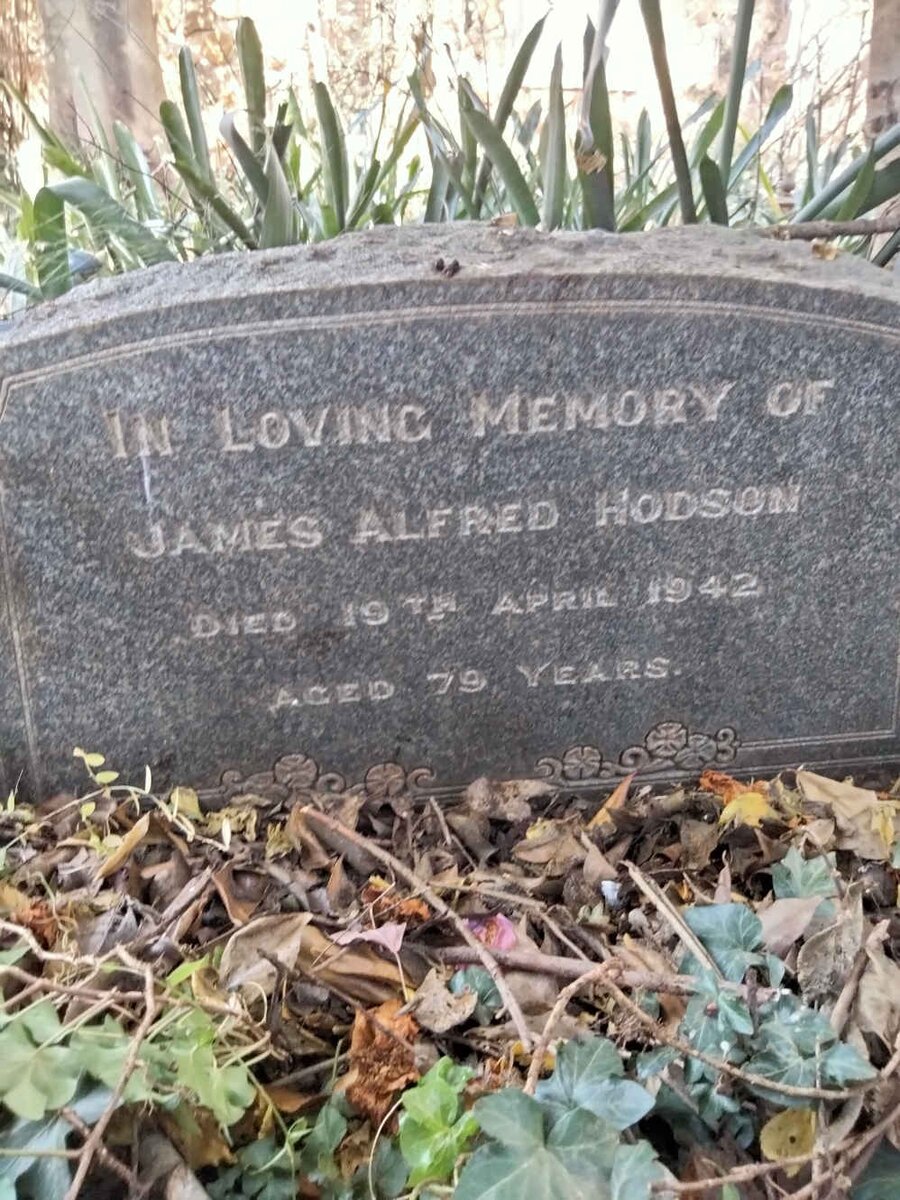 IN LOVING MEMORY OF
JAMES ALFRED HODSON
DIED 19TH APRIL 1942
AGED 79 YEARS.